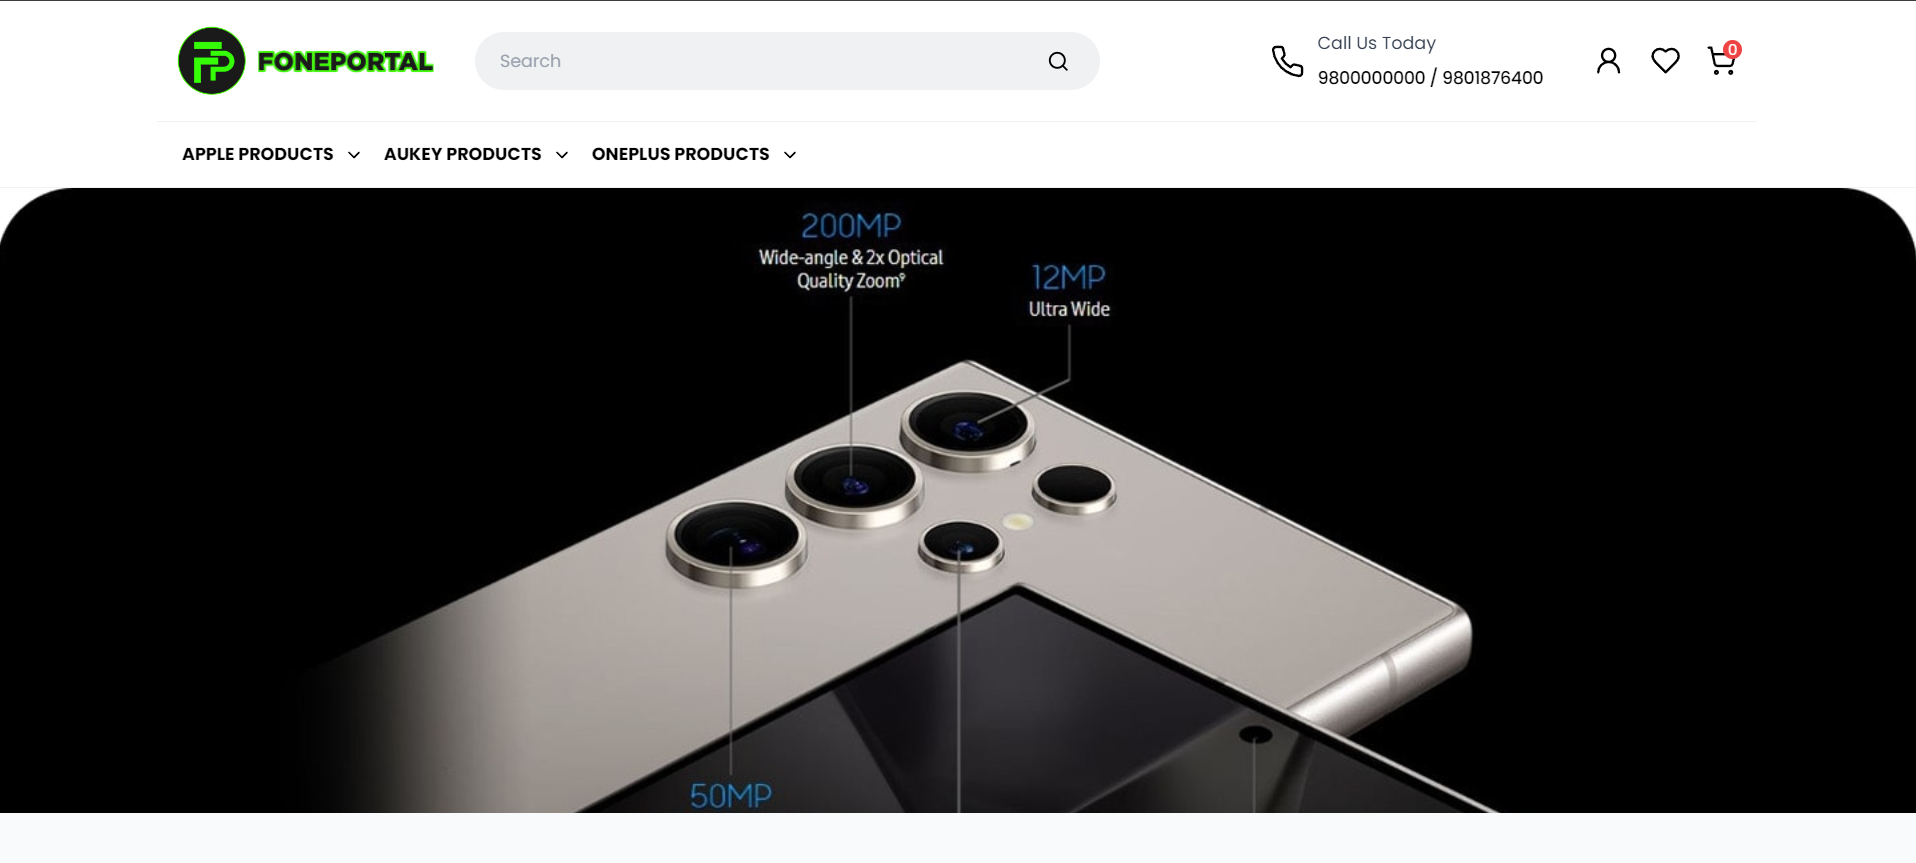 FP FONEPORTAL
Search
Call Us Today
9800000000 / 9801876400
0
APPLE PRODUCTS
AUKEY PRODUCTS
ONEPLUS PRODUCTS
200MP
Wide-angle & 2x Optical
Quality Zoom⁹
12MP
Ultra Wide
50MP